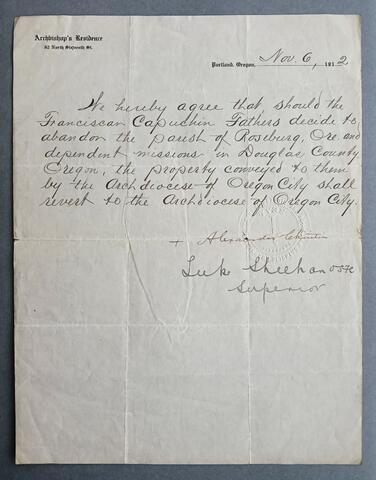 Archbishop's Residence
62 North Sixteenth St.
Portland, Oregon, Nov. 6, 1912
We hereby agree that should the
Franciscan Capuchin Fathers decide to
abandon the parish of Roseburg, Ore. and
dependent missions in Douglas County
Oregon, the property conveyed to them
by the Archdiocese of Oregon City shall
revert to the Archdiocese of Oregon City.
+ Alexander Christie
Luke Sheehan O.S.F.C.
Superior